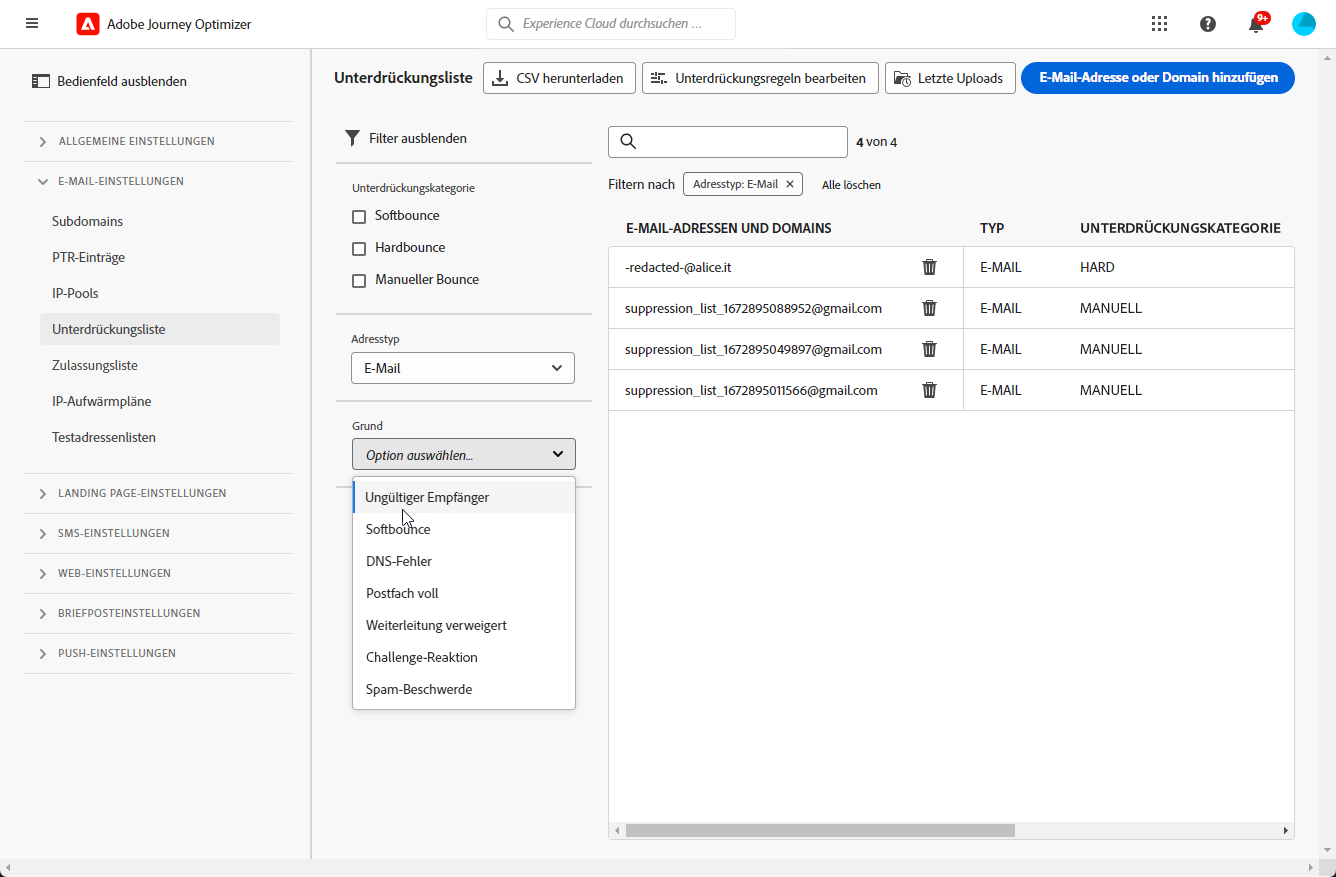 Adobe Journey Optimizer
Experience Cloud durchsuchen ...
9+
Bedienfeld ausblenden
ALLGEMEINE EINSTELLUNGEN
E-MAIL-EINSTELLUNGEN
Subdomains
PTR-Einträge
IP-Pools
Unterdrückungsliste
Zulassungsliste
IP-Aufwärmpläne
Testadressenlisten
LANDING PAGE-EINSTELLUNGEN
SMS-EINSTELLUNGEN
WEB-EINSTELLUNGEN
BRIEFPOSTEINSTELLUNGEN
PUSH-EINSTELLUNGEN
Unterdrückungsliste
CSV herunterladen
Unterdrückungsregeln bearbeiten
Letzte Uploads
E-Mail-Adresse oder Domain hinzufügen
Filter ausblenden
Unterdrückungskategorie
Softbounce
Hardbounce
Manueller Bounce
Adresstyp
E-Mail
Grund
Option auswählen...
Ungültiger Empfänger
Softbounce
DNS-Fehler
Postfach voll
Weiterleitung verweigert
Challenge-Reaktion
Spam-Beschwerde
4 von 4
Filtern nach Adresstyp: E-Mail Alle löschen
E-MAIL-ADRESSEN UND DOMAINS TYP UNTERDRÜCKUNGSKATEGORIE
-redacted-@alice.it E-MAIL HARD
suppression_list_1672895088952@gmail.com E-MAIL MANUELL
suppression_list_1672895049897@gmail.com E-MAIL MANUELL
suppression_list_1672895011566@gmail.com E-MAIL MANUELL